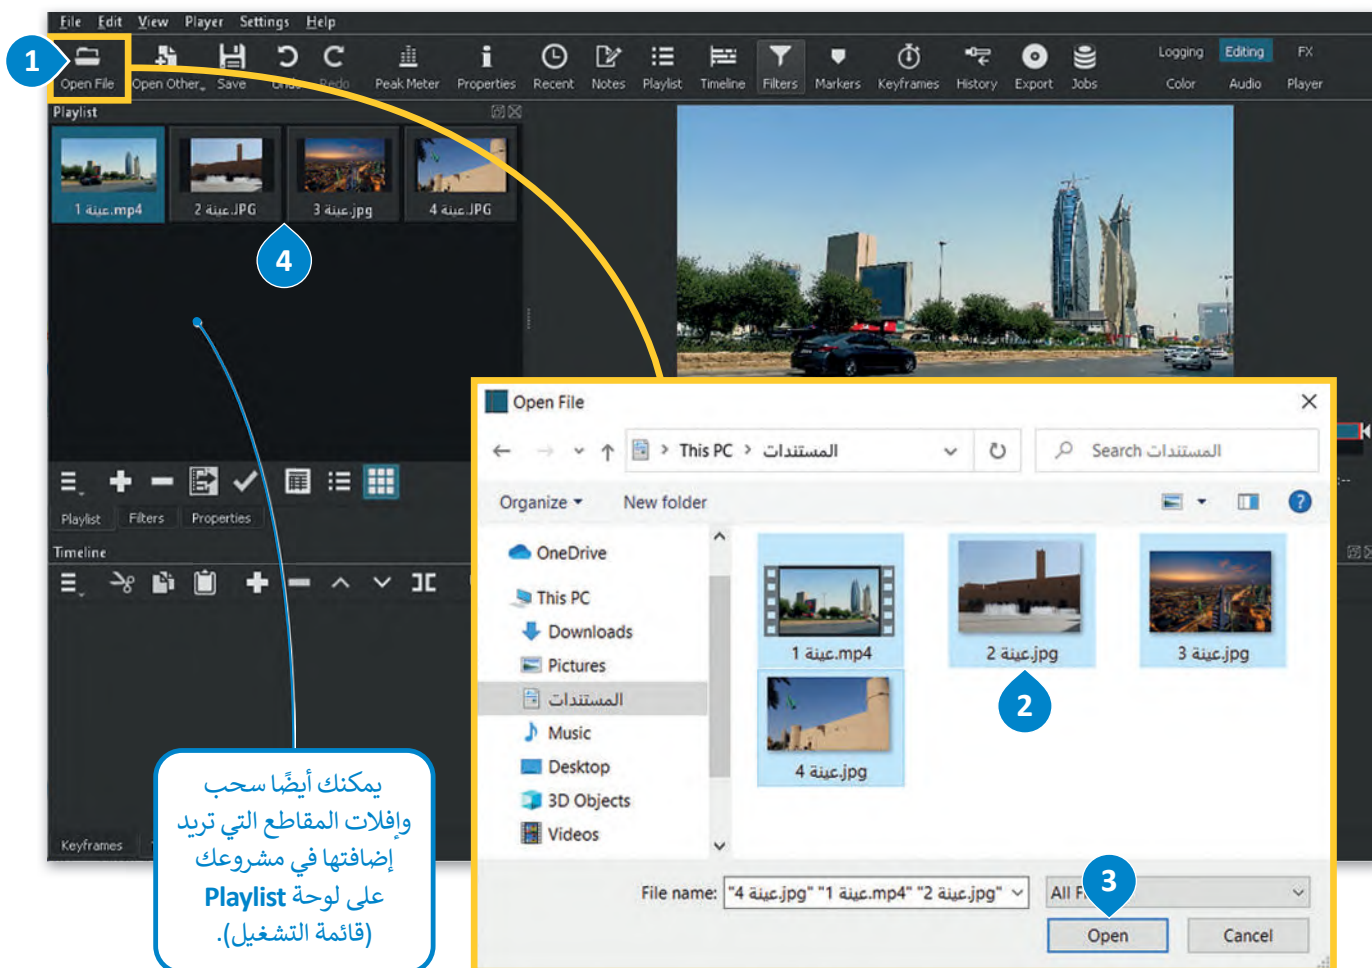 File Edit View Player Settings Help
1
Open File Open Other Save Undo Redo Peak Meter Properties Recent Notes Playlist Timeline Filters Markers Keyframes History Export Jobs
Logging Editing FX
Color Audio Player
Playlist
عينة 1.mp4 عينة 2.JPG عينة 3.jpg عينة 4.JPG
4
Playlist Filters Properties
Timeline
Keyframes
Open File
This PC > المستندات
Search المستندات
Organize New folder
OneDrive
This PC
Downloads
Pictures
المستندات
Music
Desktop
3D Objects
Videos
عينة 1.mp4 عينة 2.jpg عينة 3.jpg
2
عينة 4.jpg
File name: "عينة 4.jpg" "عينة 1.mp4" "عينة 2.jpg"
All F
3
Open Cancel
يمكنك أيضًا سحب
وإفلات المقاطع التي تريد
إضافتها في مشروعك
على لوحة Playlist
(قائمة التشغيل).